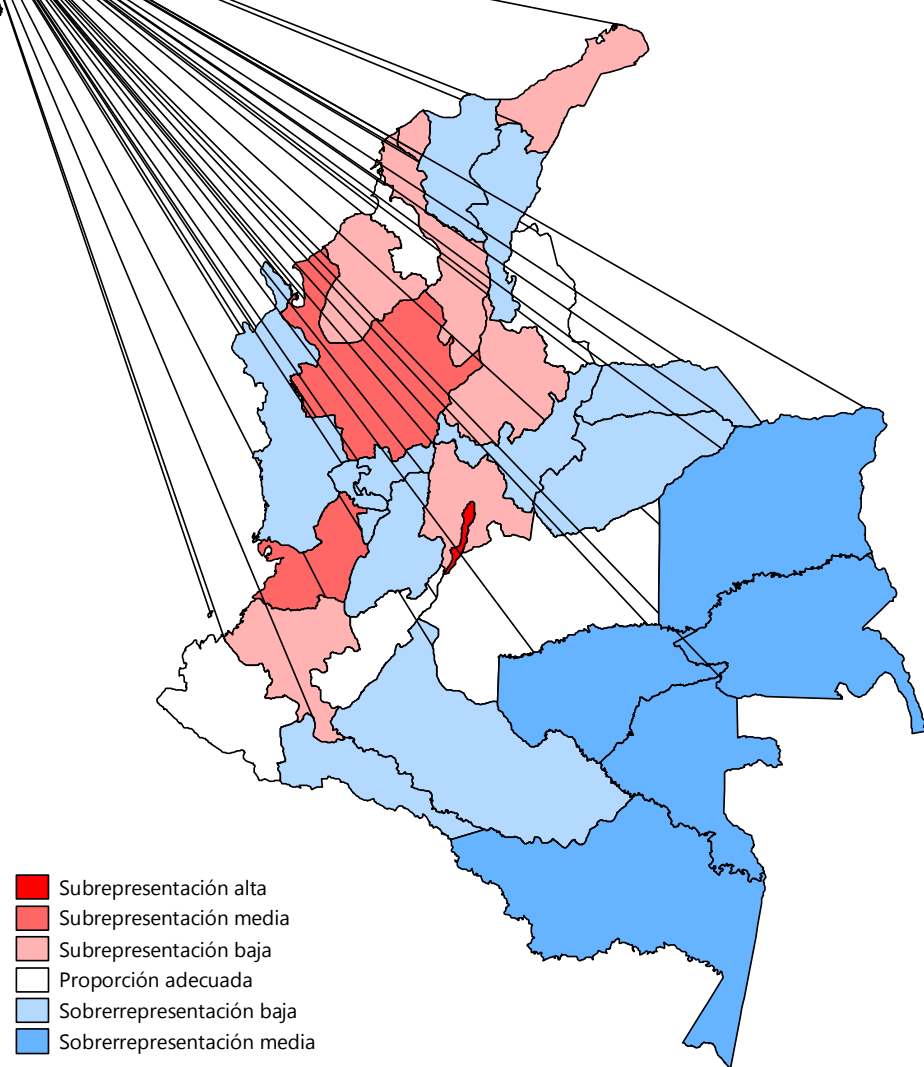 Subrepresentación alta
Subrepresentación media
Subrepresentación baja
Proporción adecuada
Sobrerrepresentación baja
Sobrerrepresentación media